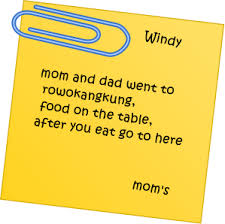 Windy
mom and dad went to
rowokangkung,
food on the table,
after you eat go to here
mom's